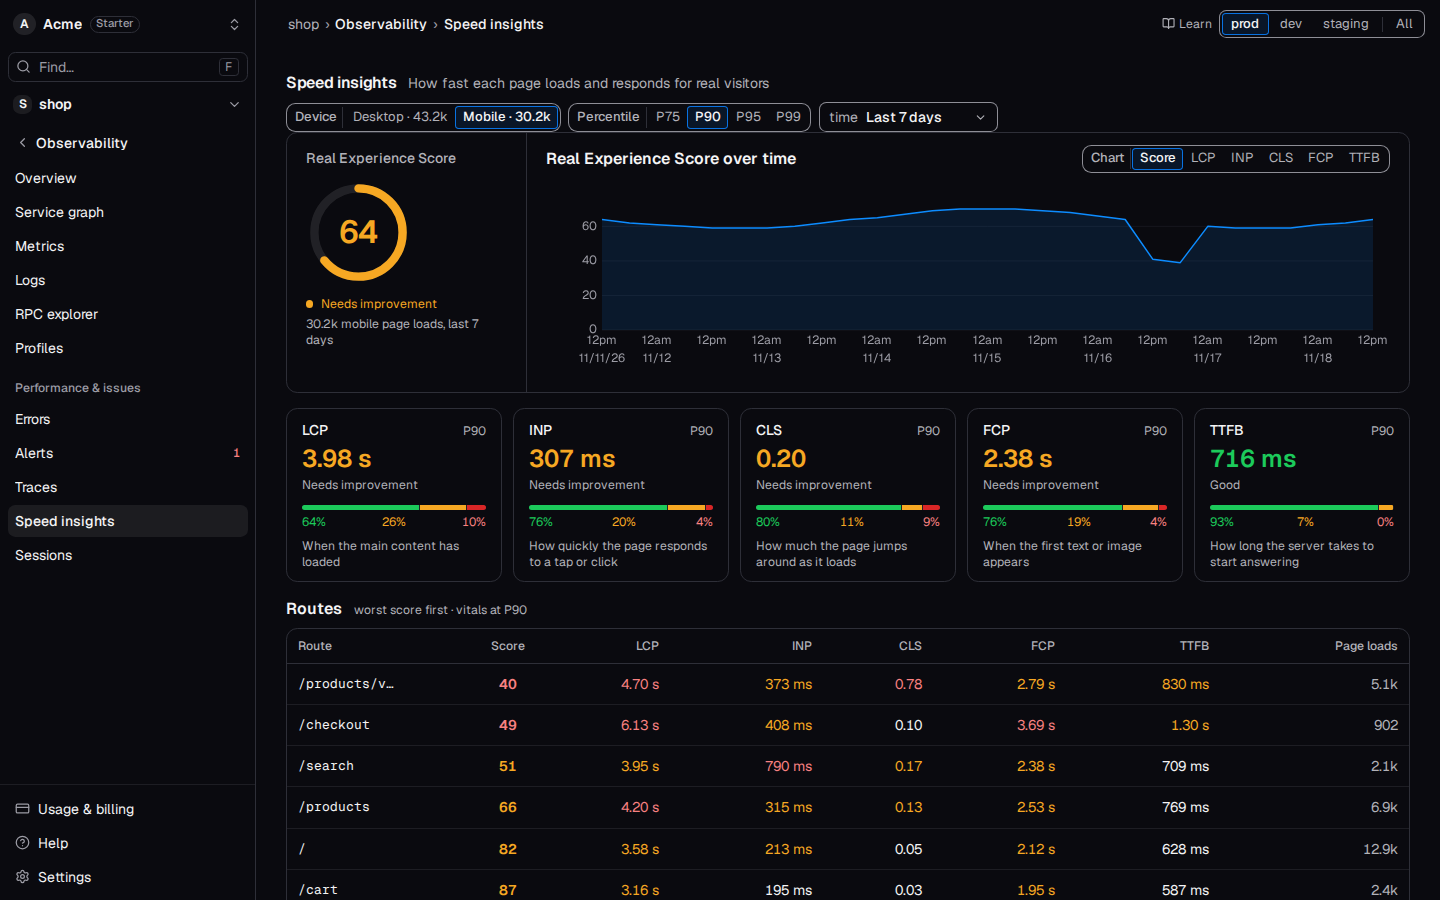 A Acme Starter
Find... F
S shop
Observability
Overview
Service graph
Metrics
Logs
RPC explorer
Profiles
Performance & issues
Errors
Alerts 1
Traces
Speed insights
Sessions
Usage & billing
Help
Settings
shop › Observability › Speed insights
Learn prod dev staging All
Speed insights How fast each page loads and responds for real visitors
Device Desktop · 43.2k Mobile · 30.2k Percentile P75 P90 P95 P99 time Last 7 days
Real Experience Score
64
Needs improvement
30.2k mobile page loads, last 7
days
Real Experience Score over time
Chart Score LCP INP CLS FCP TTFB
60
40
20
0
12pm 12am 12pm 12am 12pm 12am 12pm 12am 12pm 12am 12pm 12am 12pm 12am 12pm
11/11/26 11/12 11/13 11/14 11/15 11/16 11/17 11/18
LCP P90
3.98 s
Needs improvement
64% 26% 10%
When the main content has
loaded
INP P90
307 ms
Needs improvement
76% 20% 4%
How quickly the page responds
to a tap or click
CLS P90
0.20
Needs improvement
80% 11% 9%
How much the page jumps
around as it loads
FCP P90
2.38 s
Needs improvement
76% 19% 4%
When the first text or image
appears
TTFB P90
716 ms
Good
93% 7% 0%
How long the server takes to
start answering
Routes worst score first · vitals at P90
Route Score LCP INP CLS FCP TTFB Page loads
/products/v… 40 4.70 s 373 ms 0.78 2.79 s 830 ms 5.1k
/checkout 49 6.13 s 408 ms 0.10 3.69 s 1.30 s 902
/search 51 3.95 s 790 ms 0.17 2.38 s 709 ms 2.1k
/products 66 4.20 s 315 ms 0.13 2.53 s 769 ms 6.9k
/ 82 3.58 s 213 ms 0.05 2.12 s 628 ms 12.9k
/cart 87 3.16 s 195 ms 0.03 1.95 s 587 ms 2.4k